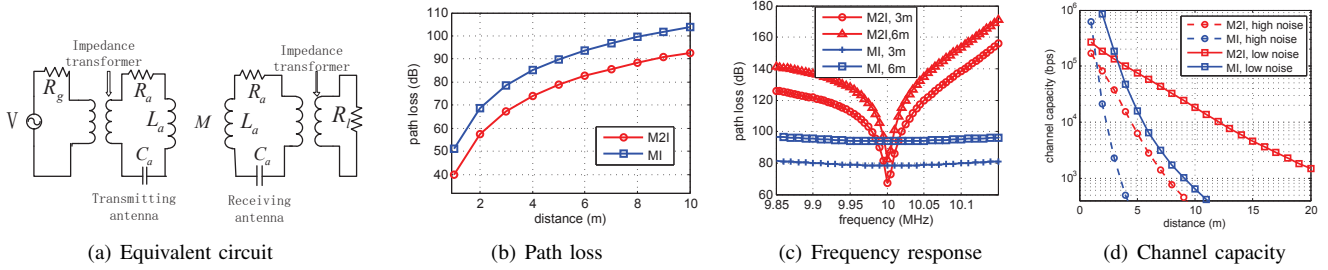 Impedance
transformer
Impedance
transformer
R_g
R_a
R_a
V
L_a
M
L_a
R_l
C_a
C_a
Transmitting
antenna
Receiving
antenna
(a) Equivalent circuit
path loss (dB)
110
100
90
80
70
60
50
40
2
4
6
8
10
distance (m)
M2I
MI
(b) Path loss
path loss (dB)
180
160
140
120
100
80
60
9.85
9.9
9.95
10
10.05
10.1
frequency (MHz)
M2I, 3m
M2I,6m
MI, 3m
MI, 6m
(c) Frequency response
channel capacity (bps)
10^6
10^5
10^4
10^3
0
5
10
15
20
distance (m)
M2I, high noise
MI, high noise
M2I, low noise
MI, low noise
(d) Channel capacity